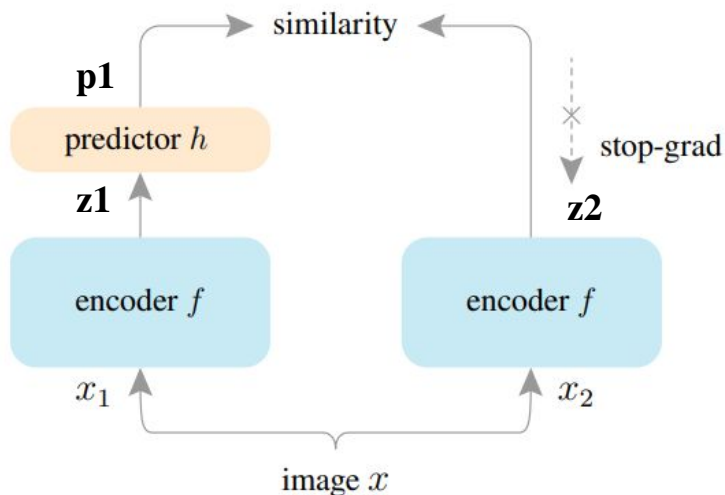 similarity
p1
predictor h
stop-grad
z1
z2
encoder f
encoder f
x₁
x₂
image x